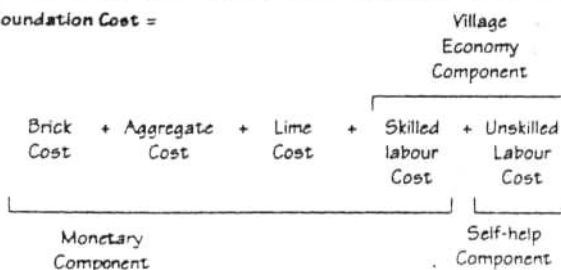 oundation Cost =
Village
Economy
Component
Brick + Aggregate + Lime + Skilled + Unskilled
Cost Cost Cost labour Labour
Cost Cost
Monetary Self-help
Component Component